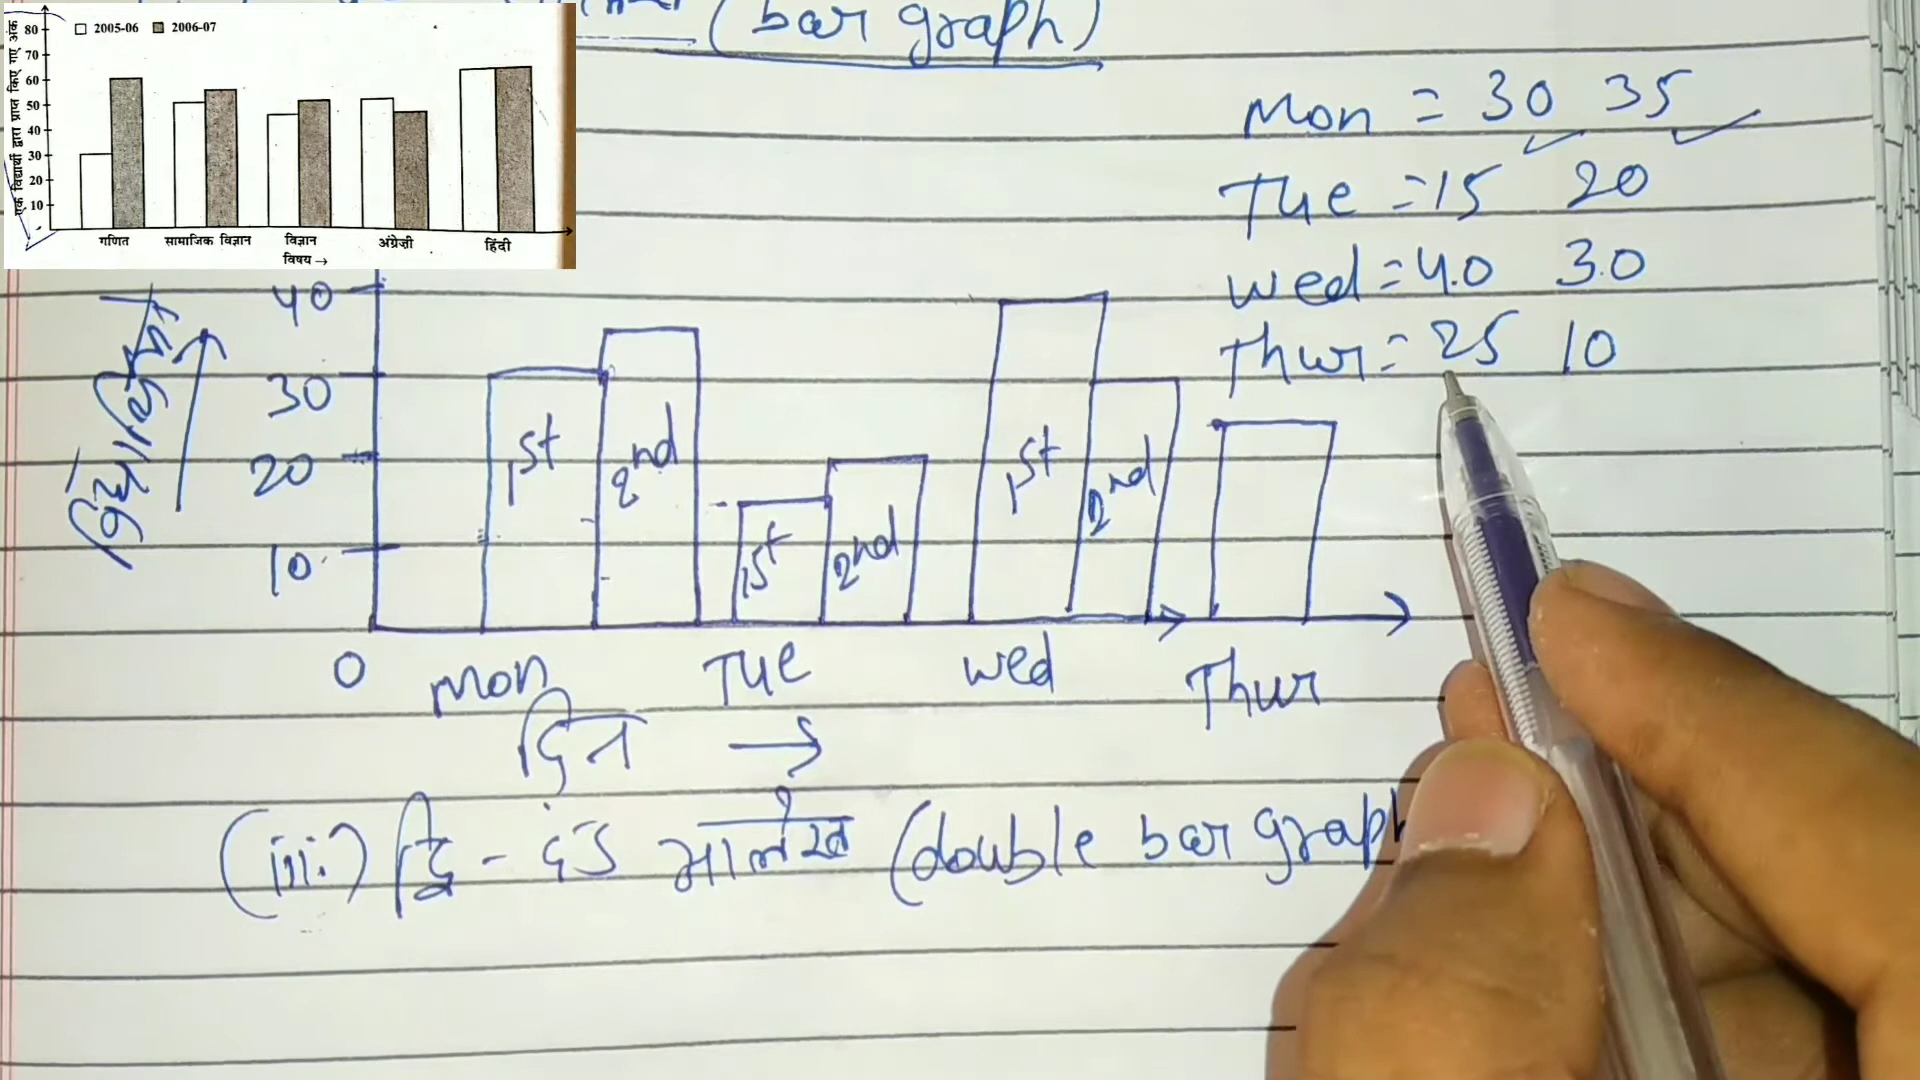 (bar graph)
80 2005-06 2006-07
70
60
50
40
30
20
10
एक विद्यार्थी द्वारा प्राप्त किए गए अंक
गणित सामाजिक विज्ञान विज्ञान अंग्रेज़ी हिंदी
विषय →
Mon = 30 35
Tue = 15 20
Wed = 40 30
Thur = 25 10
40
30
20
10
0
1st 2nd
1st 2nd
1st 2nd
Mon Tue Wed Thur
दिन →
(iii) द्वि - दंड आलेख (double bar graph